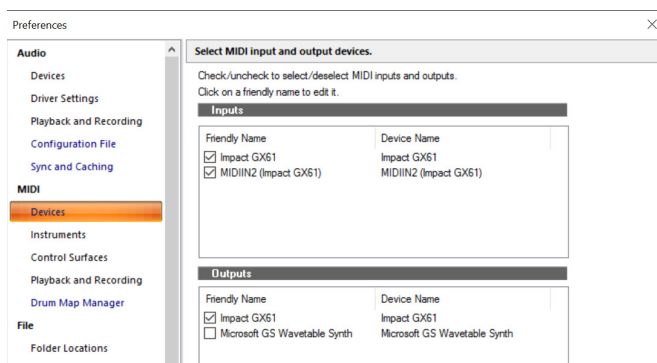 Preferences
Audio
Devices
Driver Settings
Playback and Recording
Configuration File
Sync and Caching
MIDI
Devices
Instruments
Control Surfaces
Playback and Recording
Drum Map Manager
File
Folder Locations
Select MIDI input and output devices.
Check/uncheck to select/deselect MIDI inputs and outputs.
Click on a friendly name to edit it.
Inputs
Friendly Name Device Name
Impact GX61 Impact GX61
MIDIIN2 (Impact GX61) MIDIIN2 (Impact GX61)
Outputs
Friendly Name Device Name
Impact GX61 Impact GX61
Microsoft GS Wavetable Synth Microsoft GS Wavetable Synth